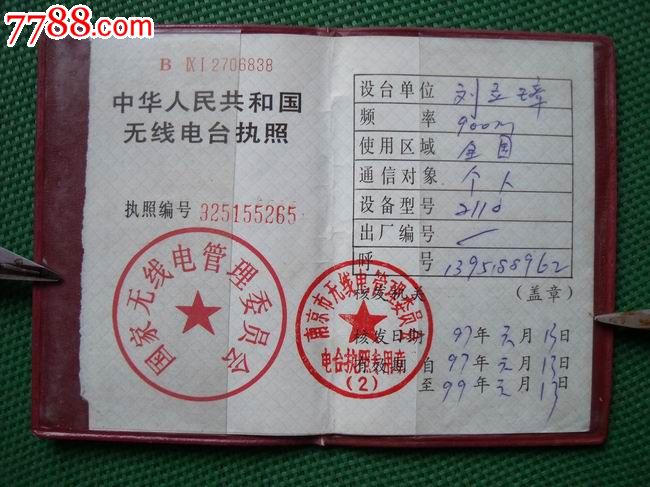 7788.com
B IX I 2706838
中华人民共和国
无线电台执照
执照编号 325155265
国家无线电管理委员会
设台单位 刘立璋
频率 900M
使用区域 全国
通信对象 个人
设备型号 2110
出厂编号
呼号
核发机关 (盖章)
南京市无线电管理委员会
电台执照专用章
(2)
核发日期 97年元月13日
有效期 自 97年元月13日
至 99年元月13日